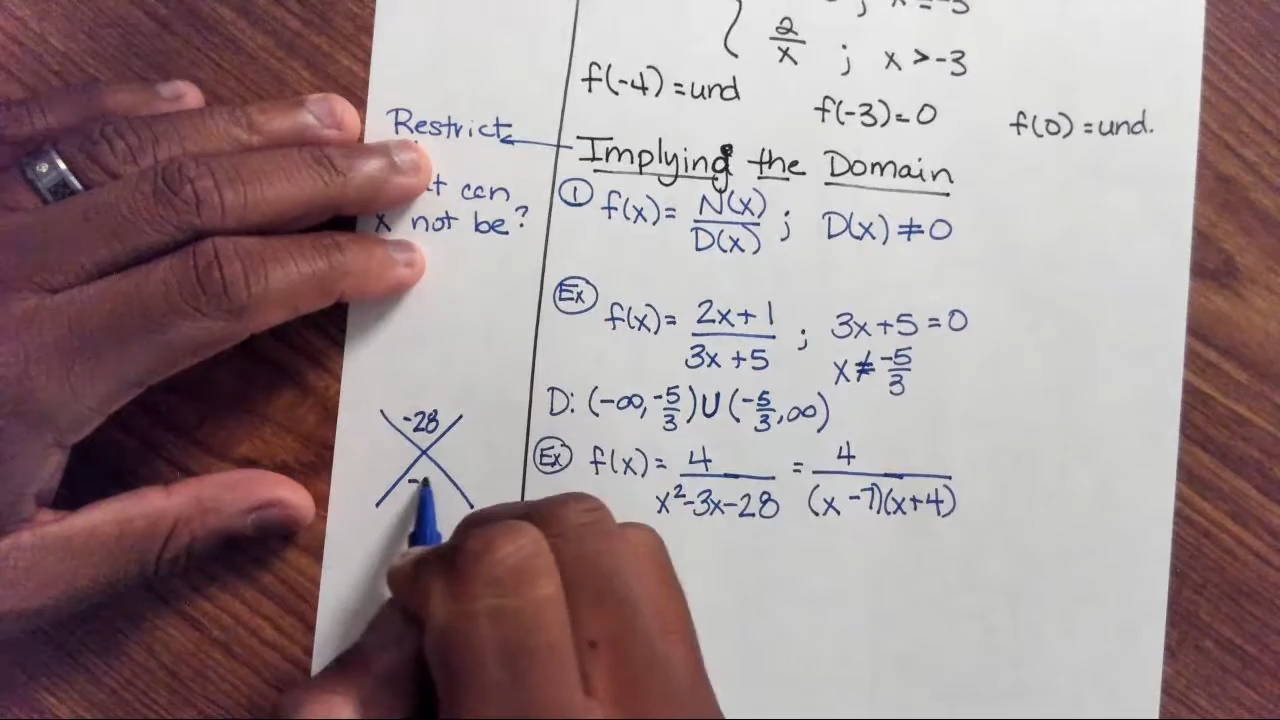 ; x = -3
2/x ; x > -3
f(-4) = und
f(-3) = 0
f(0) = und.
Restrict
Implying the Domain
can
x not be?
① f(x) = N(x)/D(x) ; D(x) ≠ 0
Ex f(x) = 2x+1/3x+5 ; 3x+5 = 0
x ≠ -5/3
D: (-∞, -5/3) U (-5/3, ∞)
Ex f(x) = 4/x²-3x-28 = 4/(x-7)(x+4)
-28
-